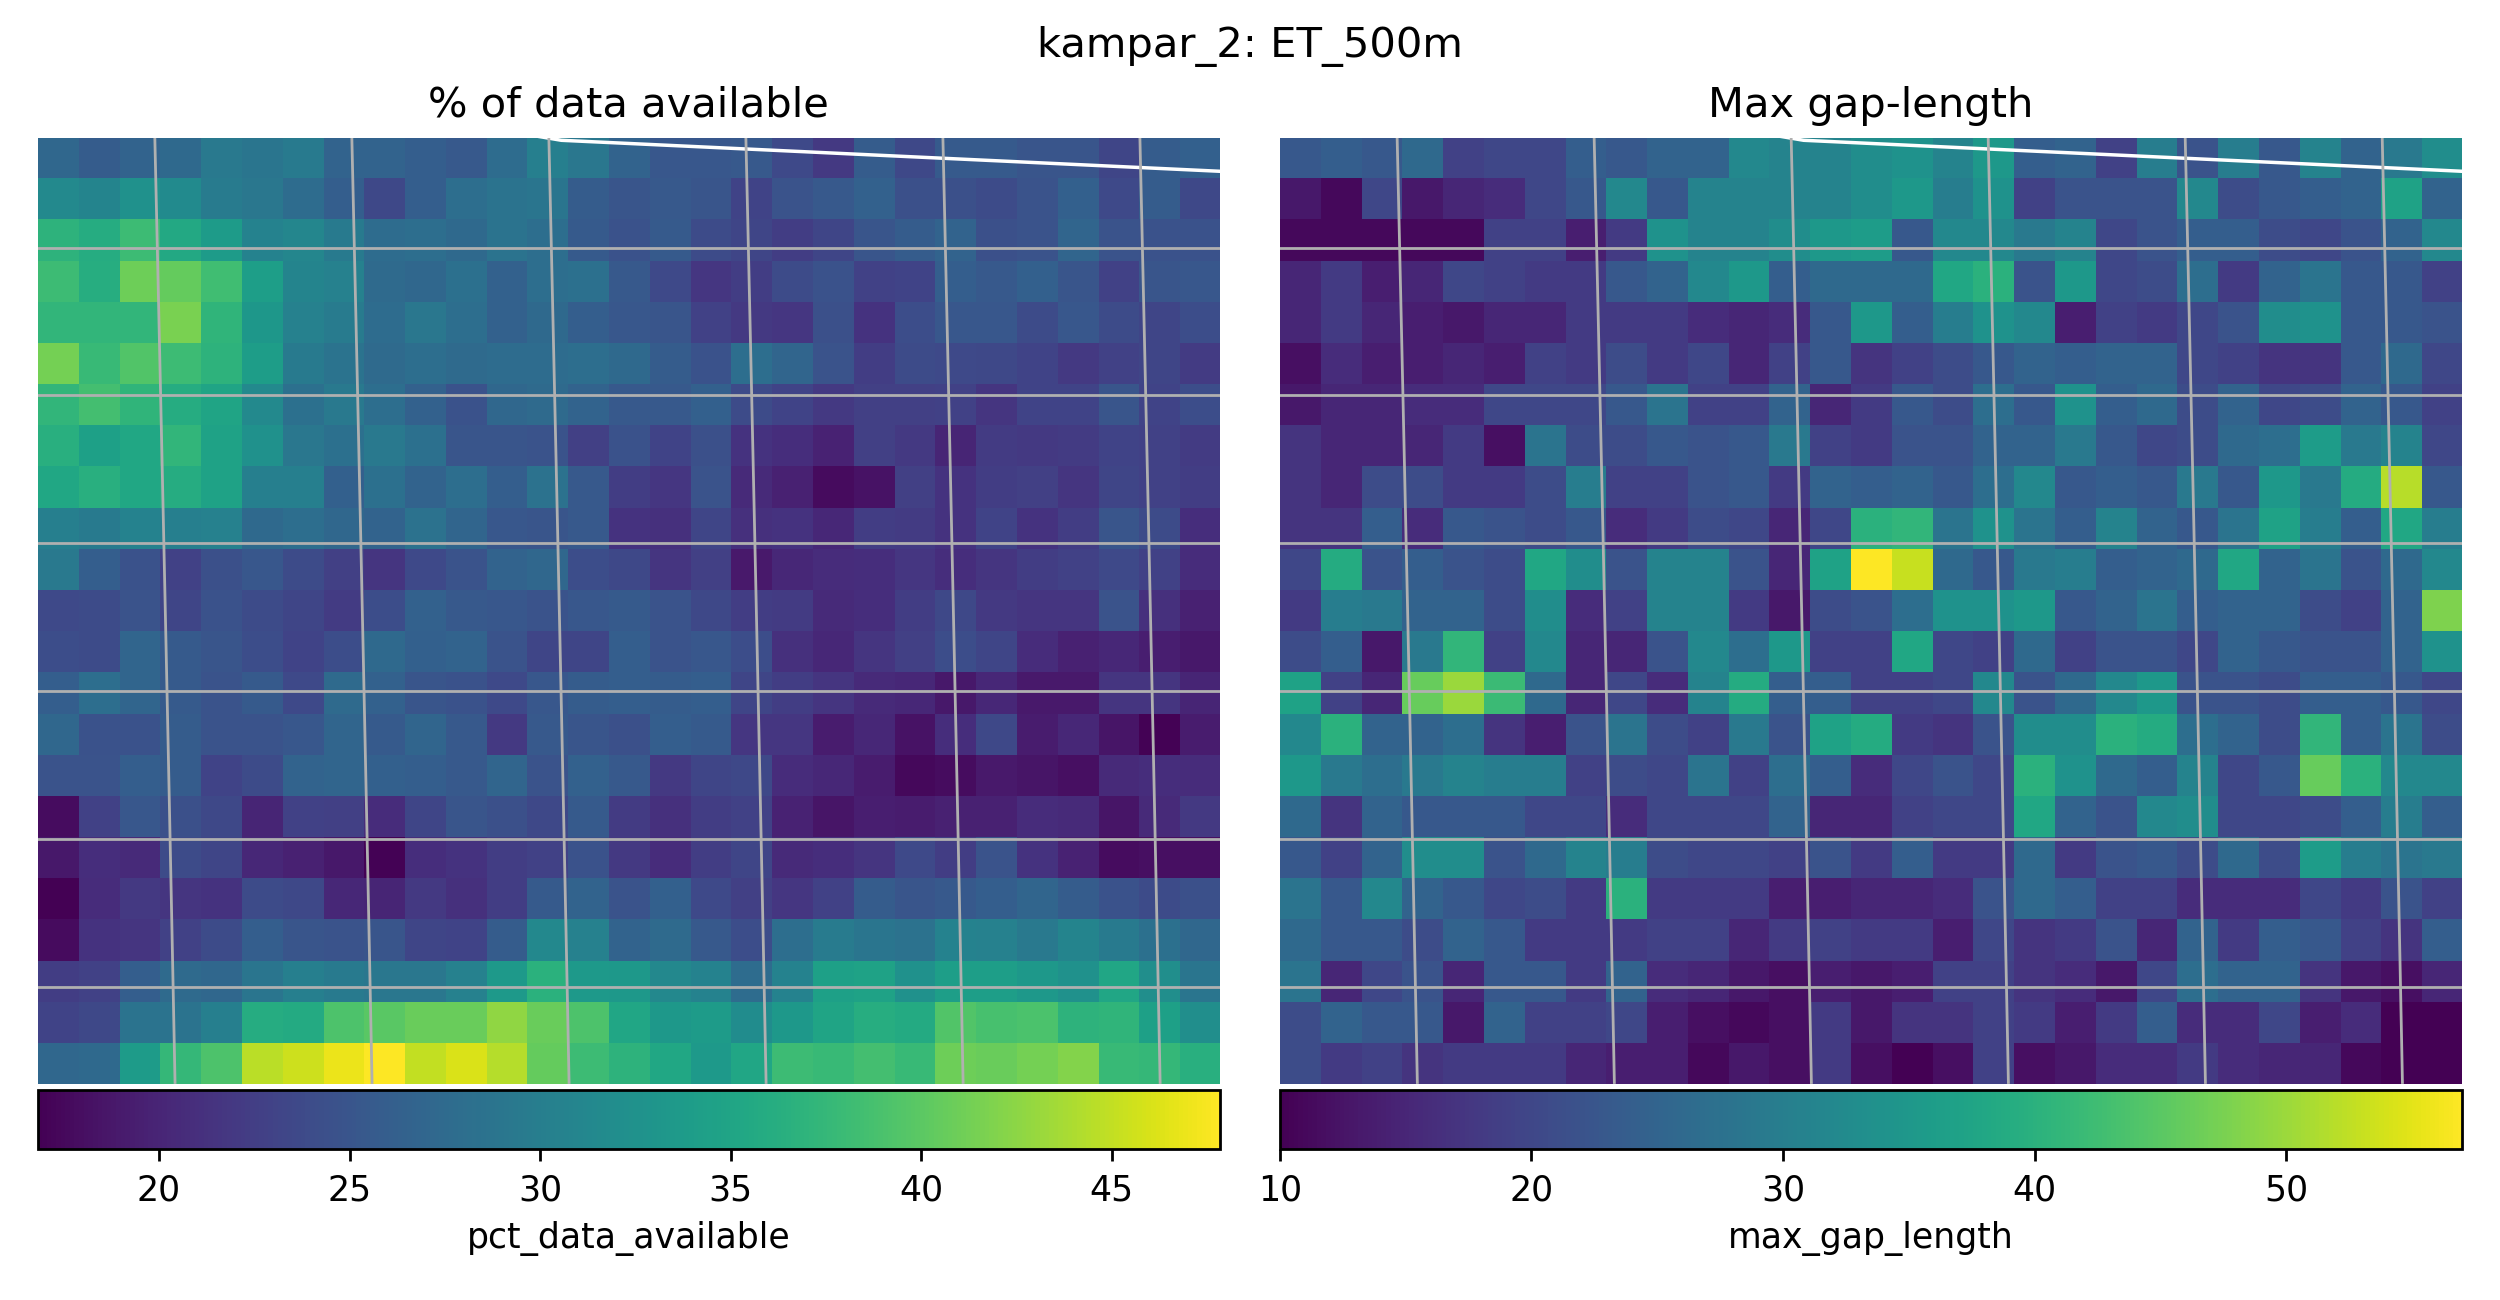 kampar_2: ET_500m
% of data available
Max gap-length
20 25 30 35 40 45
10 20 30 40 50
pct_data_available
max_gap_length